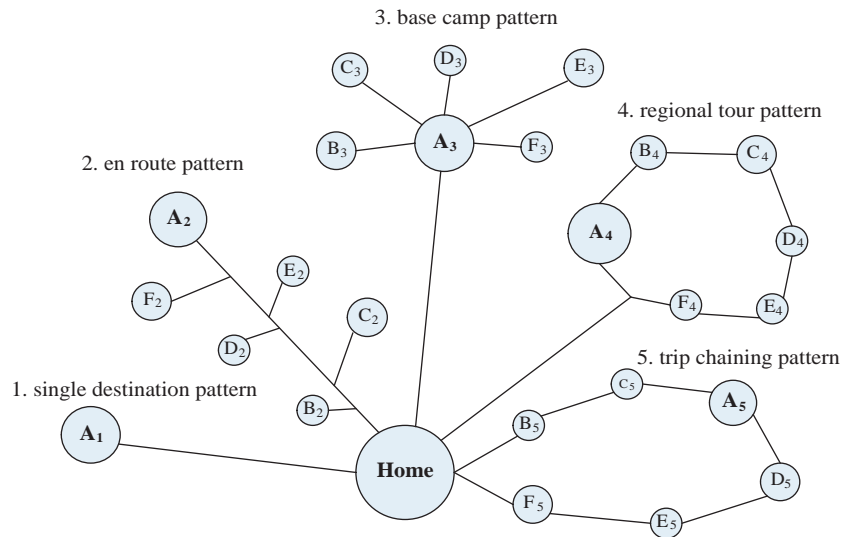 3. base camp pattern
C₃
D₃
E₃
B₃
A₃
F₃
4. regional tour pattern
B₄
C₄
A₄
D₄
F₄
E₄
2. en route pattern
A₂
F₂
E₂
D₂
C₂
B₂
1. single destination pattern
A₁
Home
5. trip chaining pattern
B₅
C₅
A₅
D₅
E₅
F₅